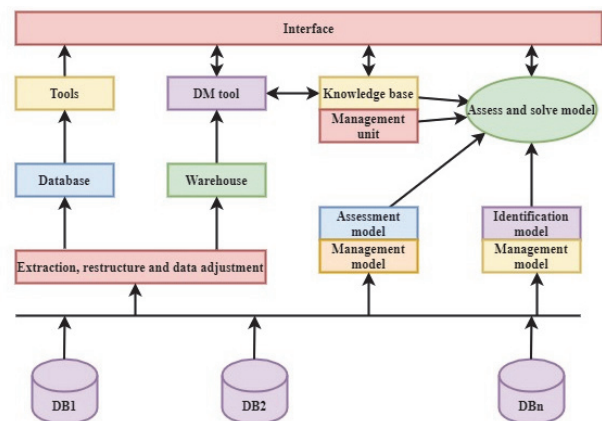 Interface
Tools
DM tool
Knowledge base
Management
unit
Assess and solve model
Database
Warehouse
Assessment
model
Management
model
Identification
model
Management
model
Extraction, restructure and data adjustment
DB1
DB2
DBn